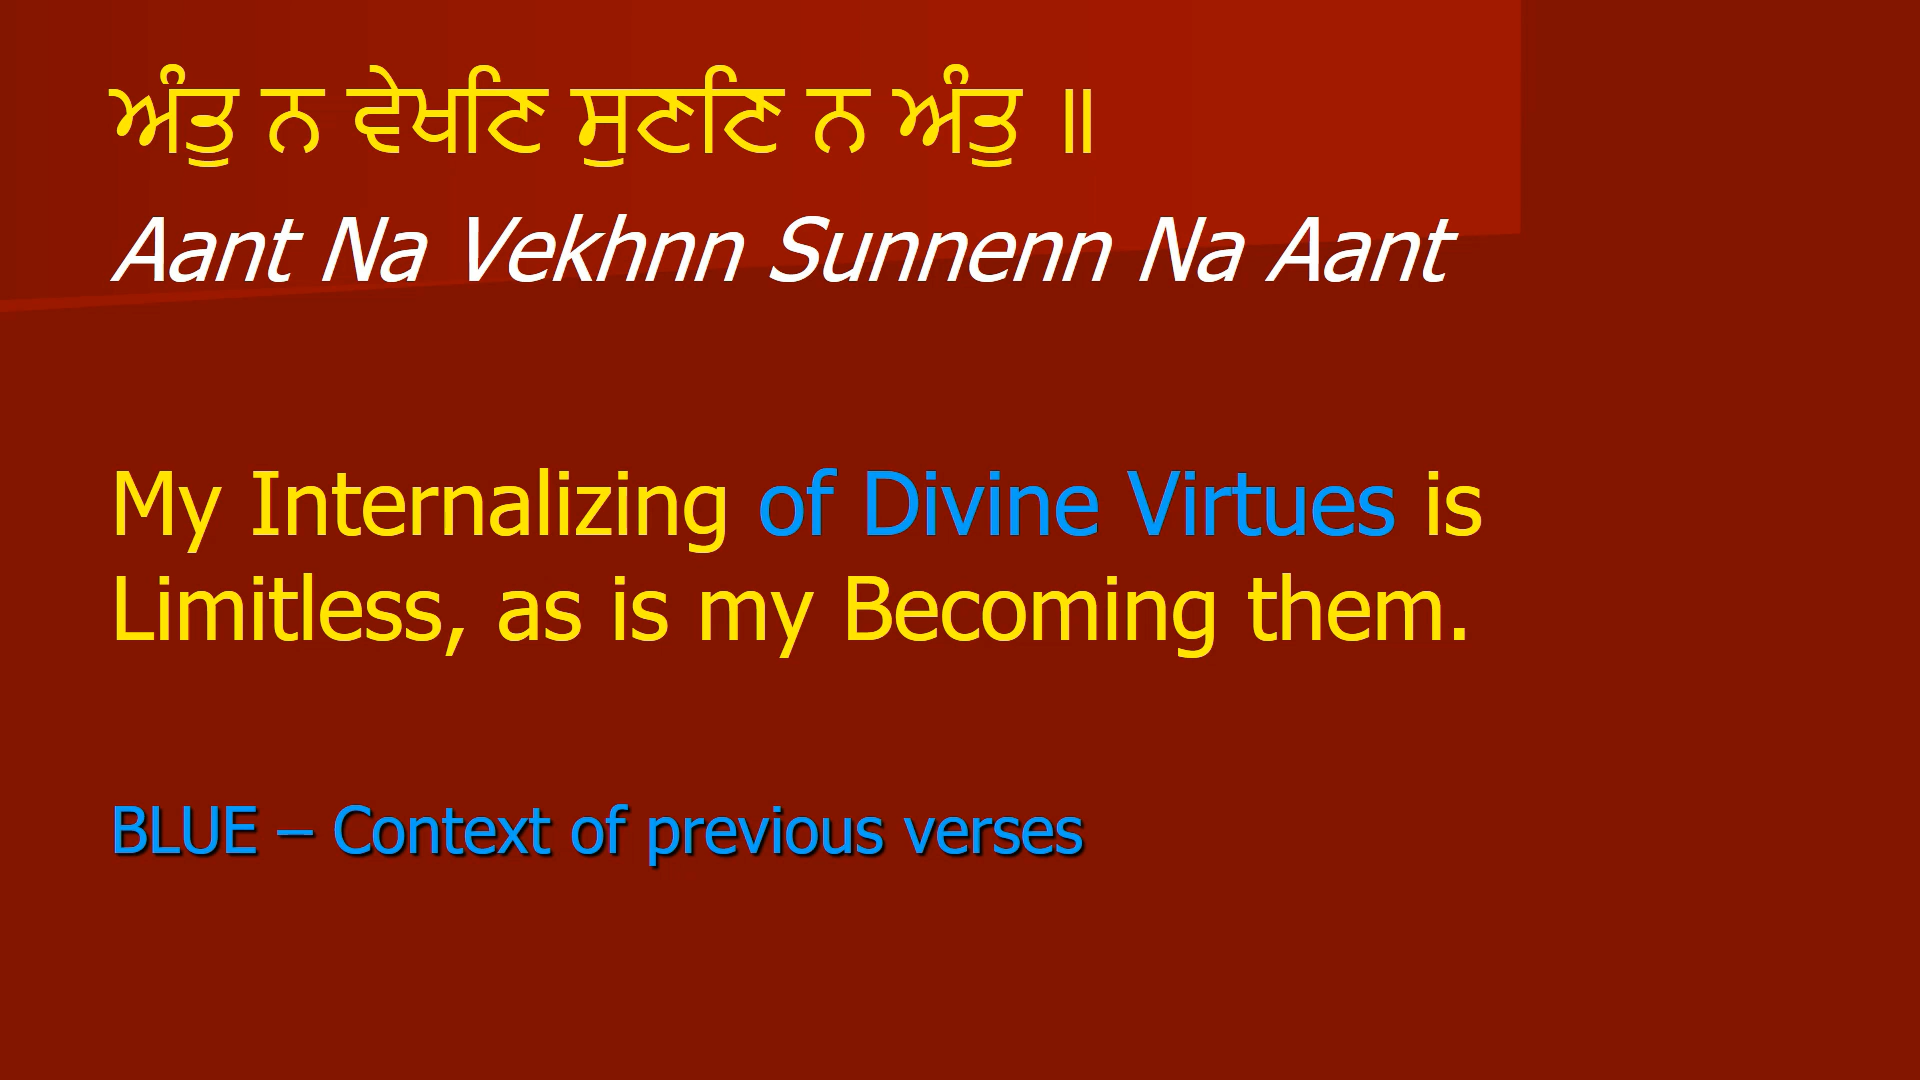 ਅੰਤੁ ਨ ਵੇਖਣਿ ਸੁਣਣਿ ਨ ਅੰਤੁ ॥
Aant Na Vekhnn Sunnenn Na Aant
My Internalizing of Divine Virtues is
Limitless, as is my Becoming them.
BLUE – Context of previous verses